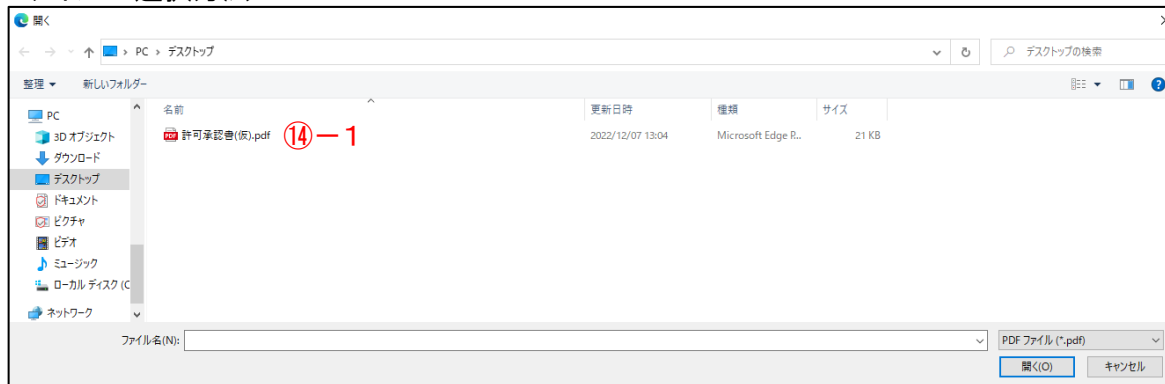 開く
PC > デスクトップ
デスクトップの検索
整理
新しいフォルダー
名前
更新日時
種類
サイズ
PC
3D オブジェクト
ダウンロード
デスクトップ
ドキュメント
ピクチャ
ビデオ
ミュージック
ローカル ディスク (C
ネットワーク
許可承認書(仮).pdf
⑭－1
2022/12/07 13:04
Microsoft Edge P...
21 KB
ファイル名(N):
PDF ファイル (*.pdf)
開く(O)
キャンセル